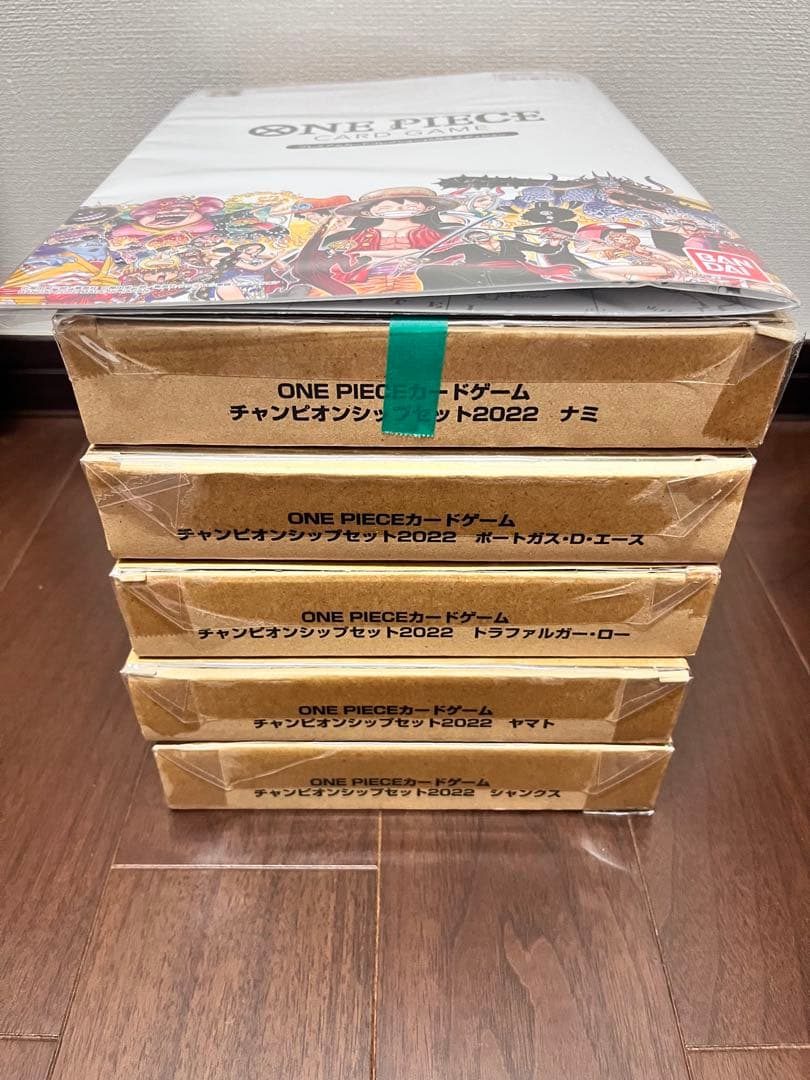 ONE PIECE
CARD GAME
BAN
DAI
ONE PIECEカードゲーム
チャンピオンシップセット2022 ナミ
ONE PIECEカードゲーム
チャンピオンシップセット2022 ポートガス・D・エース
ONE PIECEカードゲーム
チャンピオンシップセット2022 トラファルガー・ロー
ONE PIECEカードゲーム
チャンピオンシップセット2022 ヤマト
ONE PIECEカードゲーム
チャンピオンシップセット2022 シャンクス